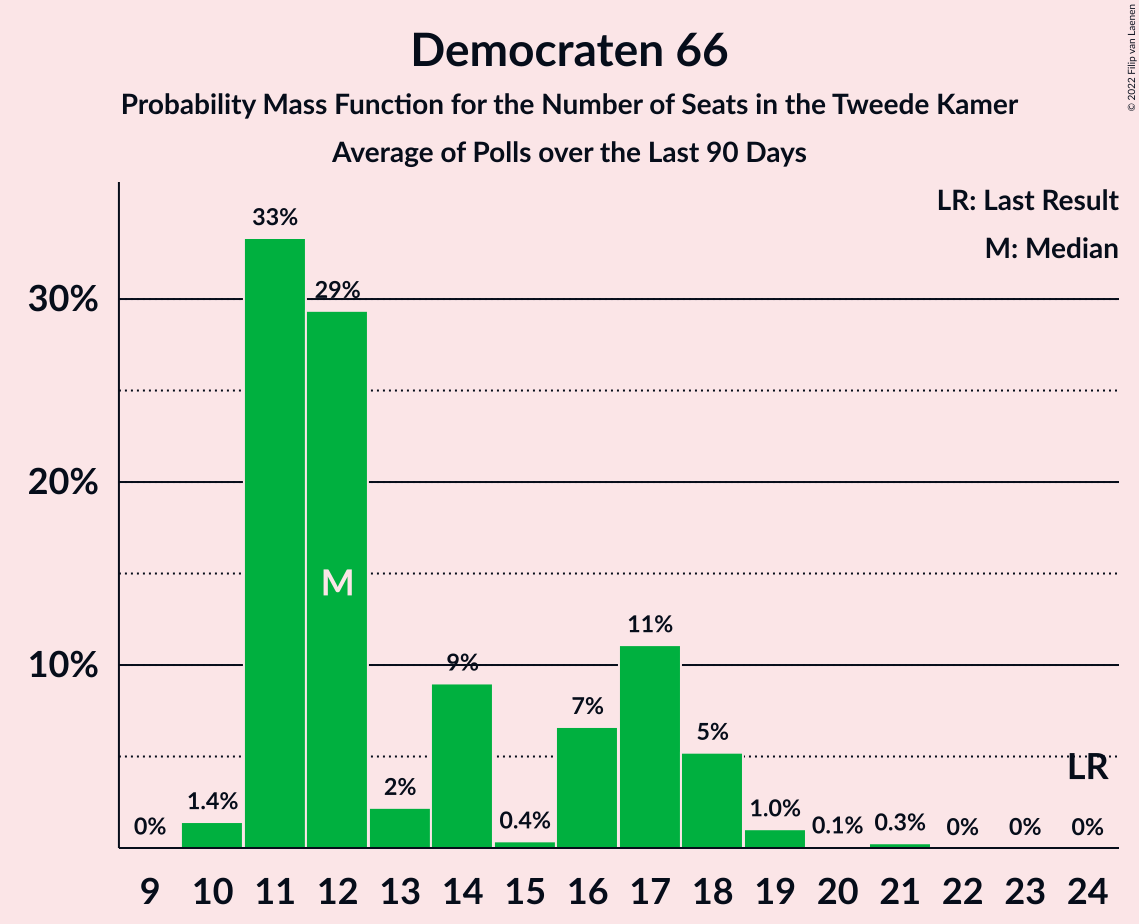 Democraten 66
Probability Mass Function for the Number of Seats in the Tweede Kamer
Average of Polls over the Last 90 Days
© 2022 Filip van Laenen
LR: Last Result
M: Median
33%
29%
30%
20%
M
11%
10%
9%
7%
5%
LR
2%
1.4%
1.0%
0%
0.4%
0.1%
0.3%
0%
0%
0%
9 10 11 12 13 14 15 16 17 18 19 20 21 22 23 24